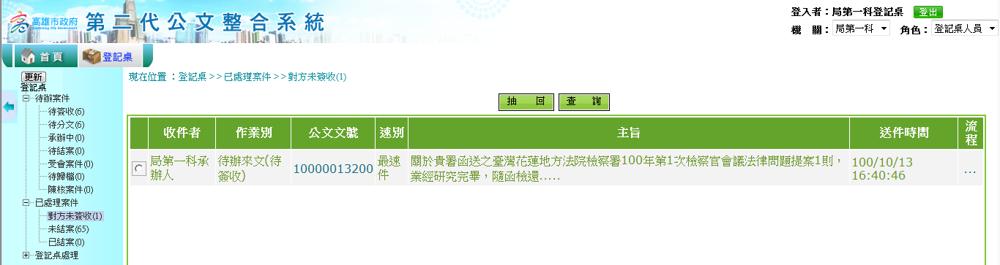 高雄市政府
Kaohsiung City Government
第二代公文整合系統
登入者：局第一科登記桌 登出
機 關：局第一科 角色：登記桌人員
首頁 登記桌
更新
登記桌
待辦案件
待簽收(6)
待分文(6)
承辦中(0)
待結案(0)
受會案件(0)
待歸檔(0)
陳核案件(0)
已處理案件
對方未簽收(1)
未結案(65)
已結案(0)
登記桌處理
現在位置：登記桌>>已處理案件>>對方未簽收(1)
抽 回 查 詢
收件者 作業別 公文文號 速別 主旨 送件時間 流程
局第一科承辦人 待辦來文(待簽收) 10000013200 最速件 關於貴署函送之臺灣花蓮地方法院檢察署100年第1次檢察官會議法律問題提案1則，業經研究完畢，隨函檢還..... 100/10/13 16:40:46 ...